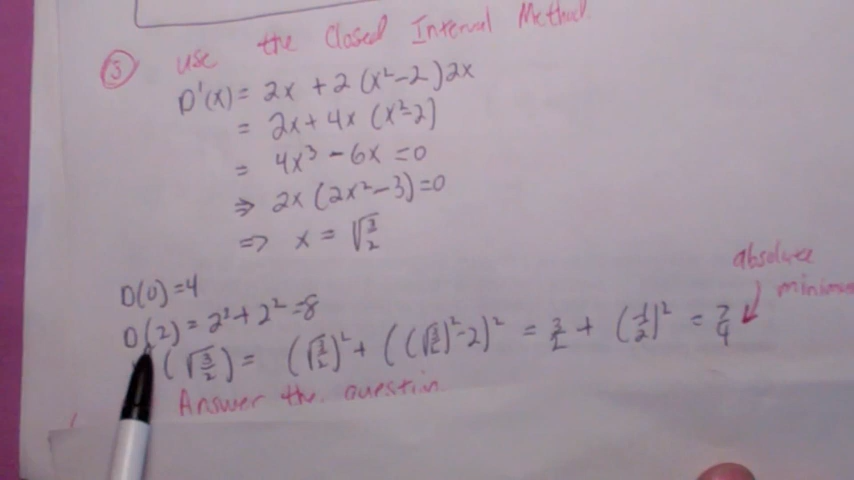 ③ use the Closed Interval Method.
D'(x) = 2x + 2(x²-2)2x
= 2x + 4x(x²-2)
= 4x³ - 6x = 0
⇒ 2x(2x²-3) = 0
⇒ x = √(3/2)
absolute
minimum
D(0) = 4
D(2) = 2² + 2² = 8
(√(3/2)) = (√(3/2))² + ((√(3/2))² - 2)² = 3/2 + (-1/2)² = 7/4
Answer the question